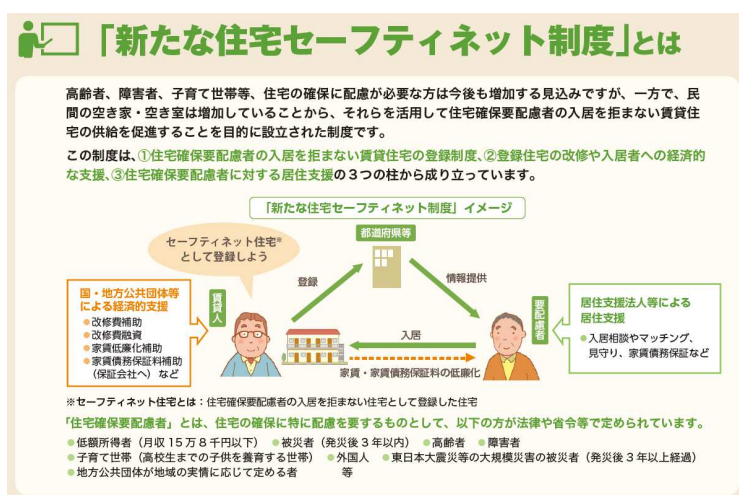 「新たな住宅セーフティネット制度」とは
高齢者、障害者、子育て世帯等、住宅の確保に配慮が必要な方は今後も増加する見込みですが、一方で、民
間の空き家・空き室は増加していることから、それらを活用して住宅確保要配慮者の入居を拒まない賃貸住
宅の供給を促進することを目的に設立された制度です。
この制度は、①住宅確保要配慮者の入居を拒まない賃貸住宅の登録制度、②登録住宅の改修や入居者への経済的
な支援、③住宅確保要配慮者に対する居住支援の３つの柱から成り立っています。
「新たな住宅セーフティネット制度」イメージ
セーフティネット住宅※
として登録しよう
都道府県等
登録
情報提供
国・地方公共団体等
による経済的支援
●改修費補助
●改修費融資
●家賃低廉化補助
●家賃債務保証料補助
（保証会社へ）など
賃貸人
入居
家賃・家賃債務保証料の低廉化
要配慮者
居住支援法人等による
居住支援
●入居相談やマッチング、
見守り、家賃債務保証など
※セーフティネット住宅とは：住宅確保要配慮者の入居を拒まない住宅として登録した住宅
「住宅確保要配慮者」とは、住宅の確保に特に配慮を要するものとして、以下の方が法律や省令等で定められています。
●低額所得者（月収 15 万 8 千円以下） ●被災者（発災後 3 年以内） ●高齢者 ●障害者
●子育て世帯（高校生までの子供を養育する世帯） ●外国人 ●東日本大震災等の大規模災害の被災者（発災後 3 年以上経過）
●地方公共団体が地域の実情に応じて定める者 等